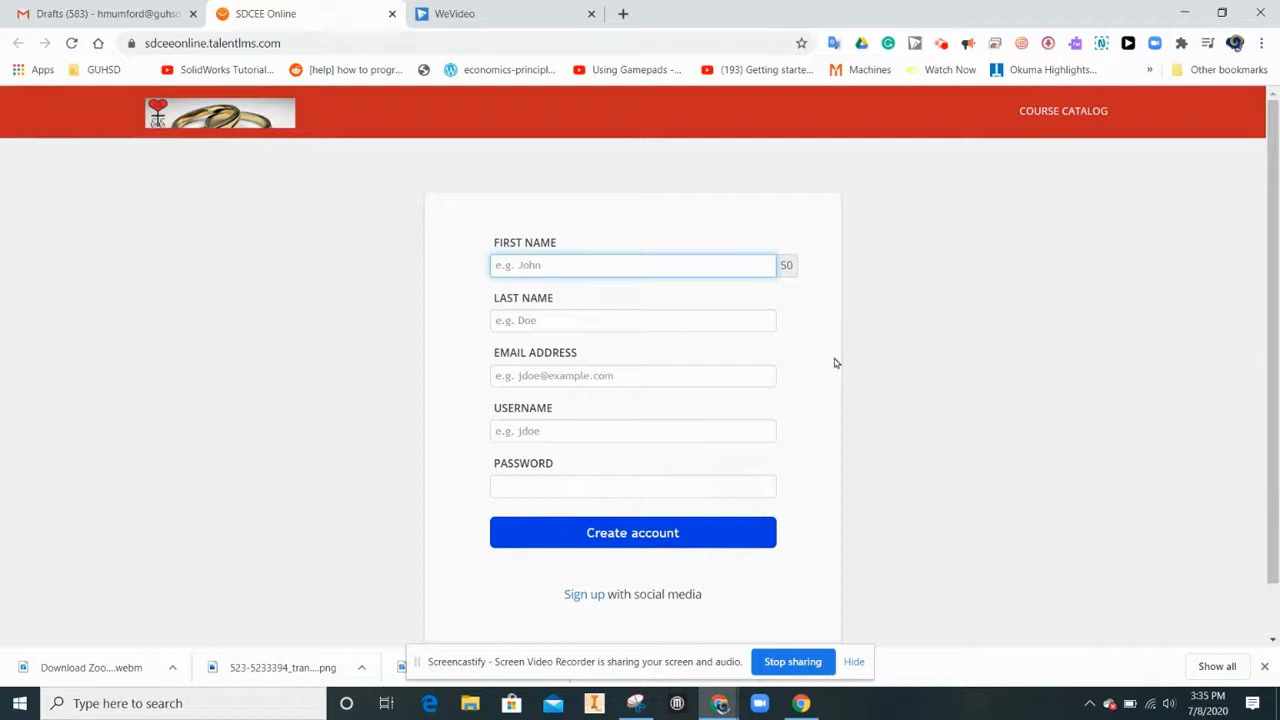 Drafts (583) - hmumford@guhsd
SDCEE Online
WeVideo
sdceeonline.talentlms.com
Apps
GUHSD
SolidWorks Tutorial...
[help] how to progr...
economics-principl...
Using Gamepads -...
(193) Getting starte...
Machines
Watch Now
Okuma Highlights...
»
Other bookmarks
COURSE CATALOG
FIRST NAME
e.g. John
50
LAST NAME
e.g. Doe
EMAIL ADDRESS
e.g. jdoe@example.com
USERNAME
e.g. jdoe
PASSWORD
Create account
Sign up with social media
Screencastify - Screen Video Recorder is sharing your screen and audio.
Stop sharing
Hide
Download Zoo....webm
523-5233494_tran....png
Show all
Type here to search
3:35 PM
7/8/2020